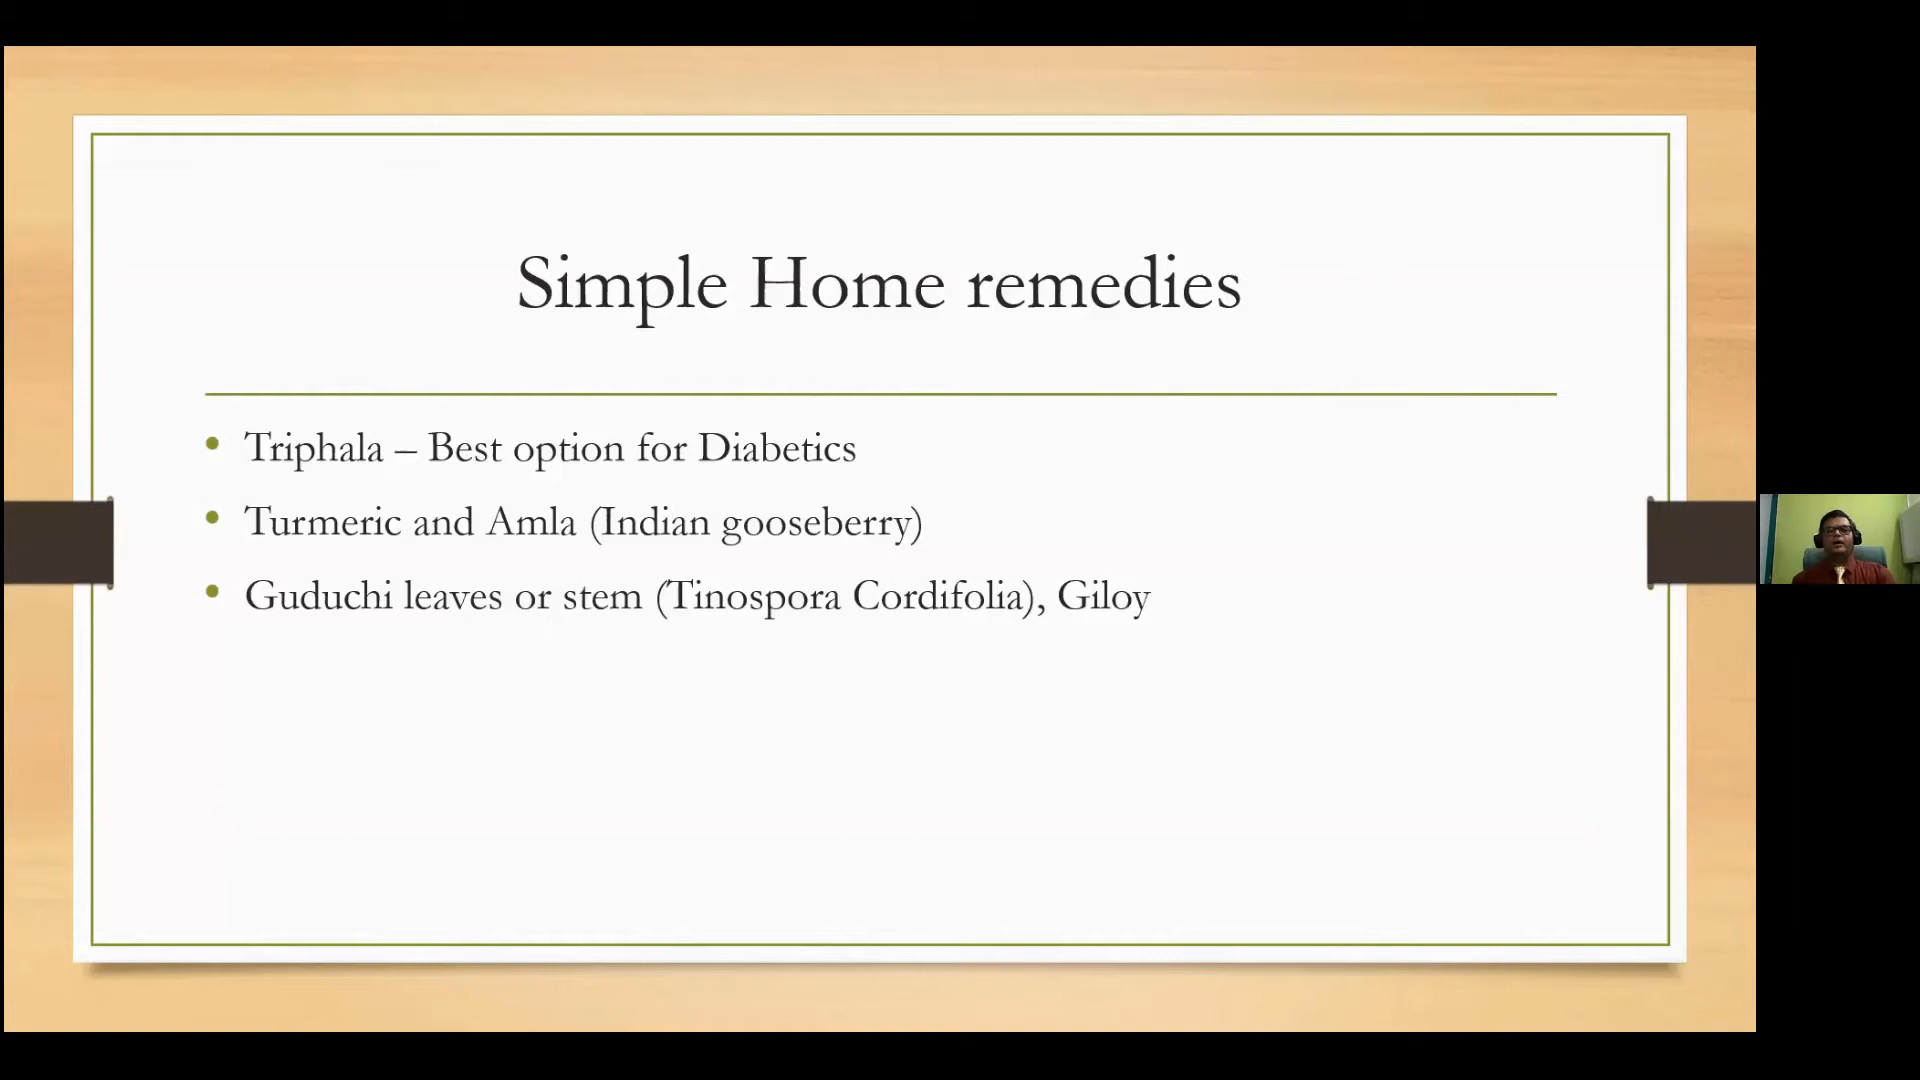 Simple Home remedies
• Triphala – Best option for Diabetics
• Turmeric and Amla (Indian gooseberry)
• Guduchi leaves or stem (Tinospora Cordifolia), Giloy